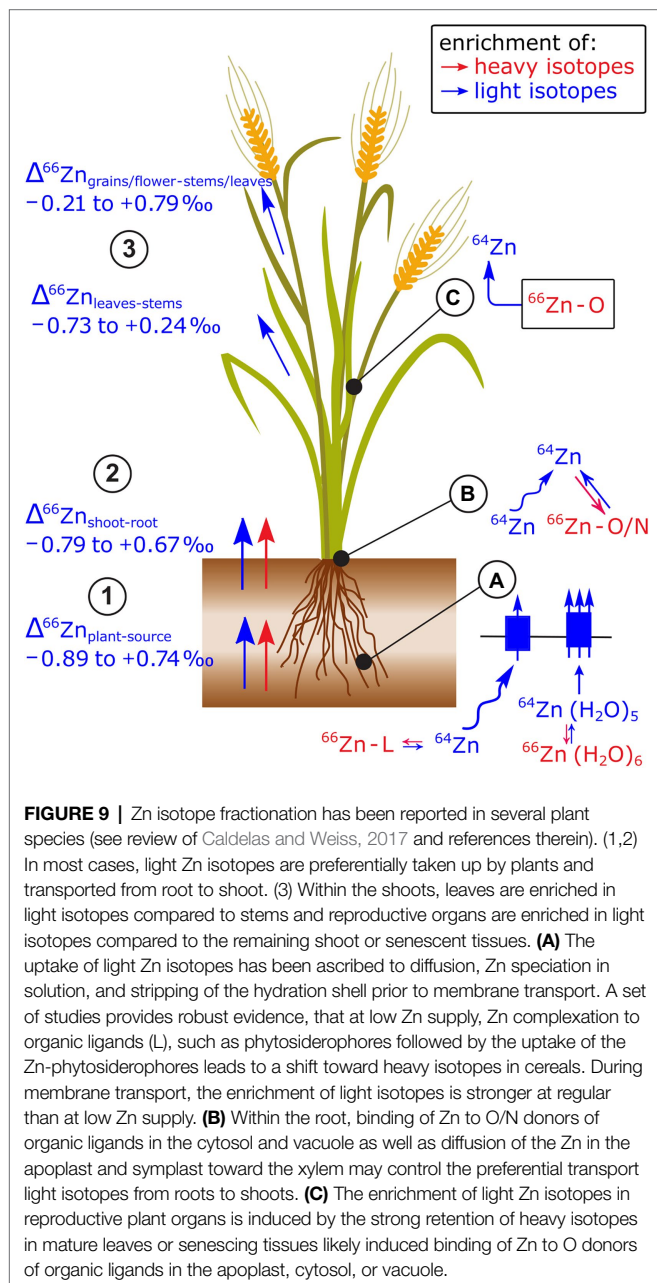 enrichment of:
→ heavy isotopes
→ light isotopes
Δ⁶⁶Zn grains/flower-stems/leaves
−0.21 to +0.79 ‰
3
Δ⁶⁶Zn leaves-stems
−0.73 to +0.24 ‰
C
⁶⁴Zn
⁶⁶Zn - O
2
Δ⁶⁶Zn shoot-root
−0.79 to +0.67 ‰
B
⁶⁴Zn
⁶⁴Zn ⁶⁶Zn - O/N
1
Δ⁶⁶Zn plant-source
−0.89 to +0.74 ‰
A
⁶⁴Zn (H₂O)₅
⁶⁶Zn - L ⇌ ⁶⁴Zn
⁶⁶Zn (H₂O)₆
FIGURE 9 | Zn isotope fractionation has been reported in several plant
species (see review of Caldelas and Weiss, 2017 and references therein). (1,2)
In most cases, light Zn isotopes are preferentially taken up by plants and
transported from root to shoot. (3) Within the shoots, leaves are enriched in
light isotopes compared to stems and reproductive organs are enriched in light
isotopes compared to the remaining shoot or senescent tissues. (A) The
uptake of light Zn isotopes has been ascribed to diffusion, Zn speciation in
solution, and stripping of the hydration shell prior to membrane transport. A set
of studies provides robust evidence, that at low Zn supply, Zn complexation to
organic ligands (L), such as phytosiderophores followed by the uptake of the
Zn-phytosiderophores leads to a shift toward heavy isotopes in cereals. During
membrane transport, the enrichment of light isotopes is stronger at regular
than at low Zn supply. (B) Within the root, binding of Zn to O/N donors of
organic ligands in the cytosol and vacuole as well as diffusion of the Zn in the
apoplast and symplast toward the xylem may control the preferential transport
light isotopes from roots to shoots. (C) The enrichment of light Zn isotopes in
reproductive plant organs is induced by the strong retention of heavy isotopes
in mature leaves or senescing tissues likely induced binding of Zn to O donors
of organic ligands in the apoplast, cytosol, or vacuole.